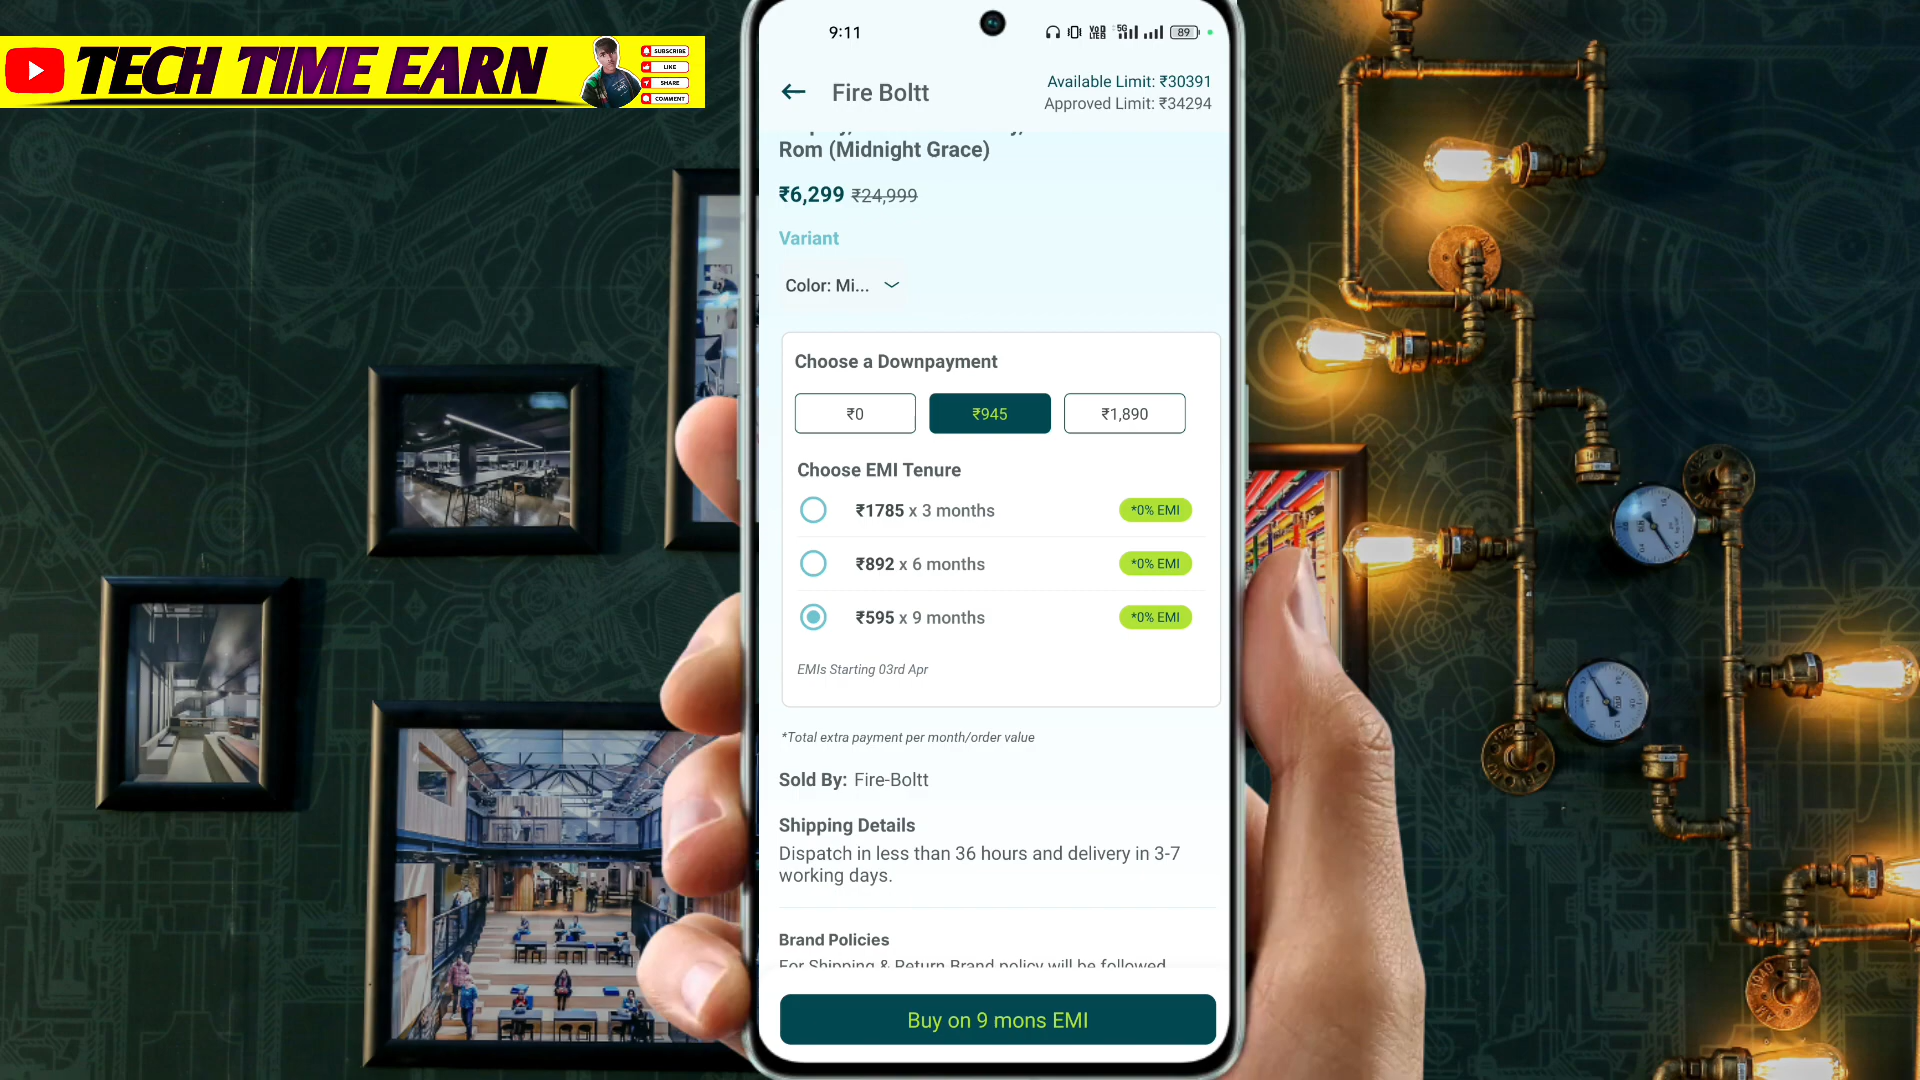 TECH TIME EARN
SUBSCRIBE
LIKE
SHARE
COMMENT
9:11
5G
89
Fire Boltt
Available Limit: ₹30391
Approved Limit: ₹34294
Rom (Midnight Grace)
₹6,299 ₹24,999
Variant
Color: Mi...
Choose a Downpayment
₹0
₹945
₹1,890
Choose EMI Tenure
₹1785 x 3 months
*0% EMI
₹892 x 6 months
*0% EMI
₹595 x 9 months
*0% EMI
EMIs Starting 03rd Apr
*Total extra payment per month/order value
Sold By: Fire-Boltt
Shipping Details
Dispatch in less than 36 hours and delivery in 3-7
working days.
Brand Policies
For Shipping & Return Brand policy will be followed
Buy on 9 mons EMI